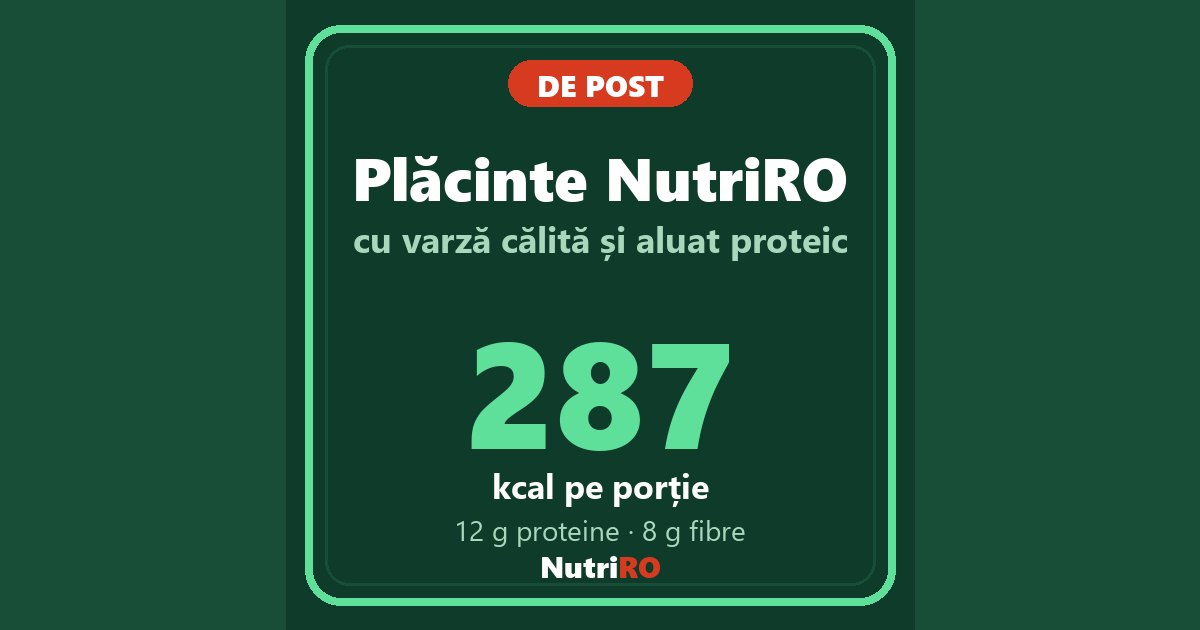 DE POST
Plăcinte NutriRO
cu varză călită și aluat proteic
287
kcal pe porție
12 g proteine · 8 g fibre
NutriRO